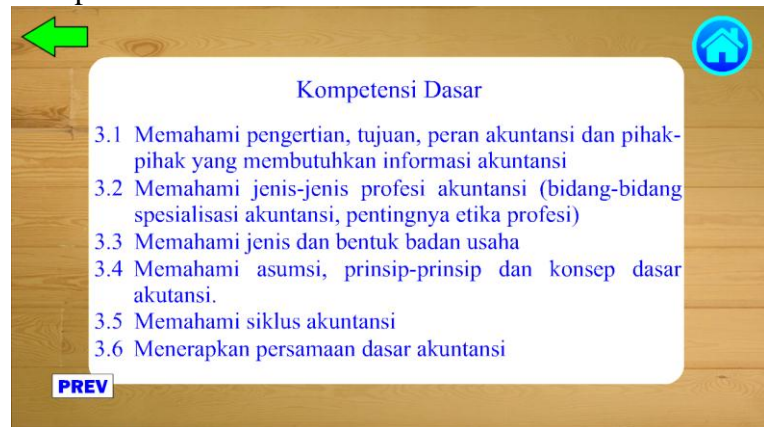 Kompetensi Dasar
3.1 Memahami pengertian, tujuan, peran akuntansi dan pihak-
pihak yang membutuhkan informasi akuntansi
3.2 Memahami jenis-jenis profesi akuntansi (bidang-bidang
spesialisasi akuntansi, pentingnya etika profesi)
3.3 Memahami jenis dan bentuk badan usaha
3.4 Memahami asumsi, prinsip-prinsip dan konsep dasar
akutansi.
3.5 Memahami siklus akuntansi
3.6 Menerapkan persamaan dasar akuntansi
PREV